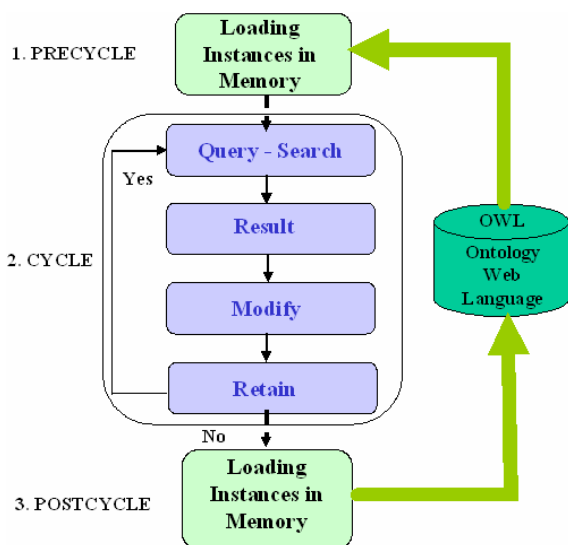 1. PRECYCLE
Loading
Instances in
Memory
Query - Search
Yes
Result
2. CYCLE
Modify
Retain
No
Loading
Instances in
Memory
3. POSTCYCLE
OWL
Ontology
Web
Language